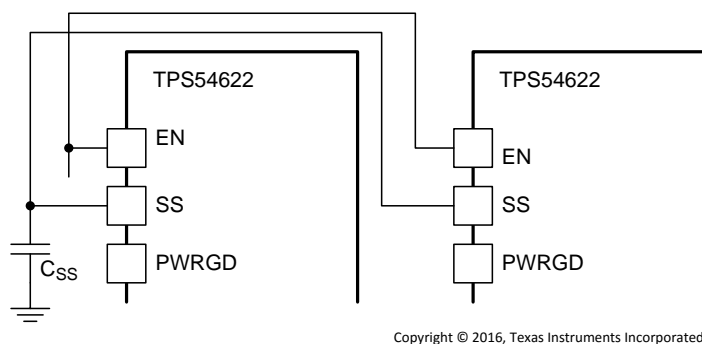 TPS54622
TPS54622
EN
EN
SS
SS
PWRGD
PWRGD
CSS
Copyright © 2016, Texas Instruments Incorporated